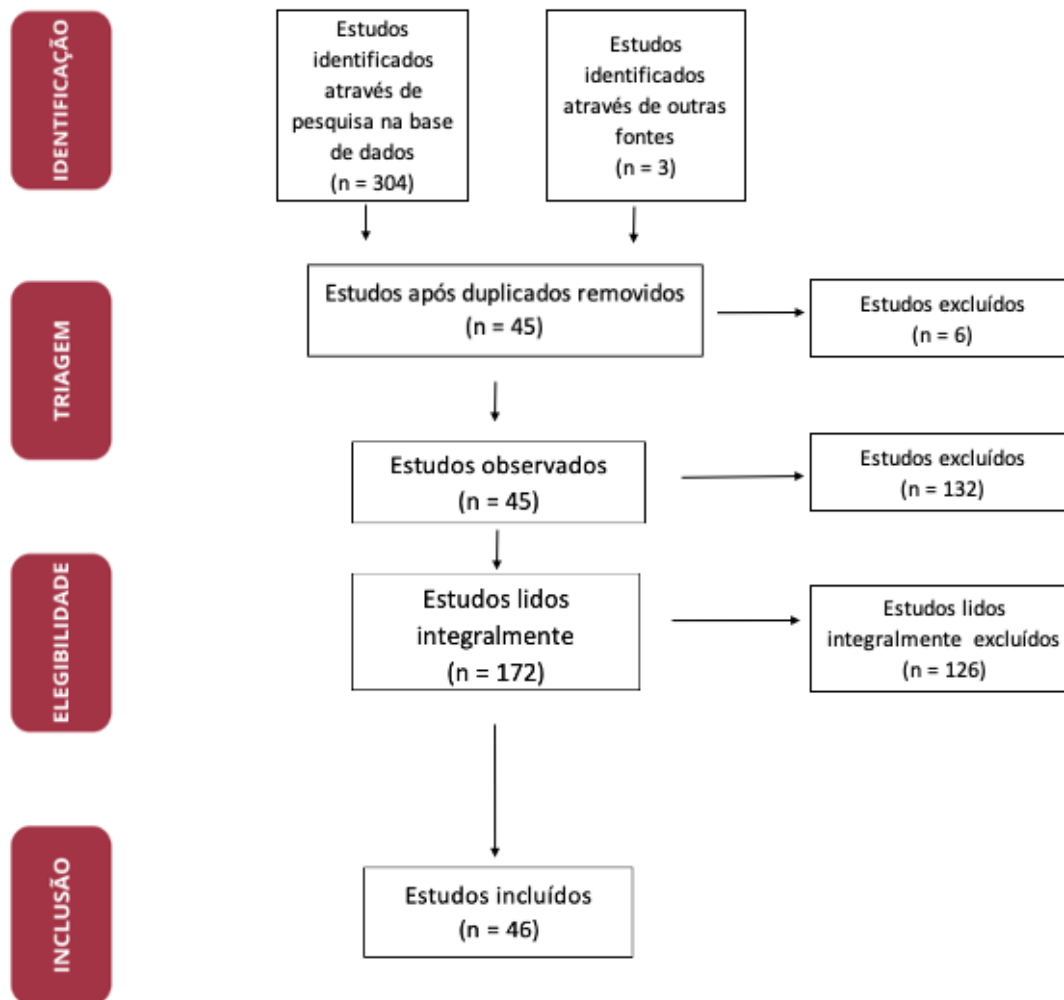 IDENTIFICAÇÃO
Estudos
identificados
através de
pesquisa na base
de dados
(n = 304)
Estudos
identificados
através de outras
fontes
(n = 3)
TRIAGEM
Estudos após duplicados removidos
(n = 45)
Estudos excluídos
(n = 6)
Estudos observados
(n = 45)
Estudos excluídos
(n = 132)
ELEGIBILIDADE
Estudos lidos
integralmente
(n = 172)
Estudos lidos
integralmente excluídos
(n = 126)
INCLUSÃO
Estudos incluídos
(n = 46)